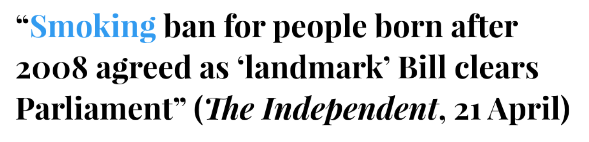 “Smoking ban for people born after
2008 agreed as ‘landmark’ Bill clears
Parliament” (The Independent, 21 April)